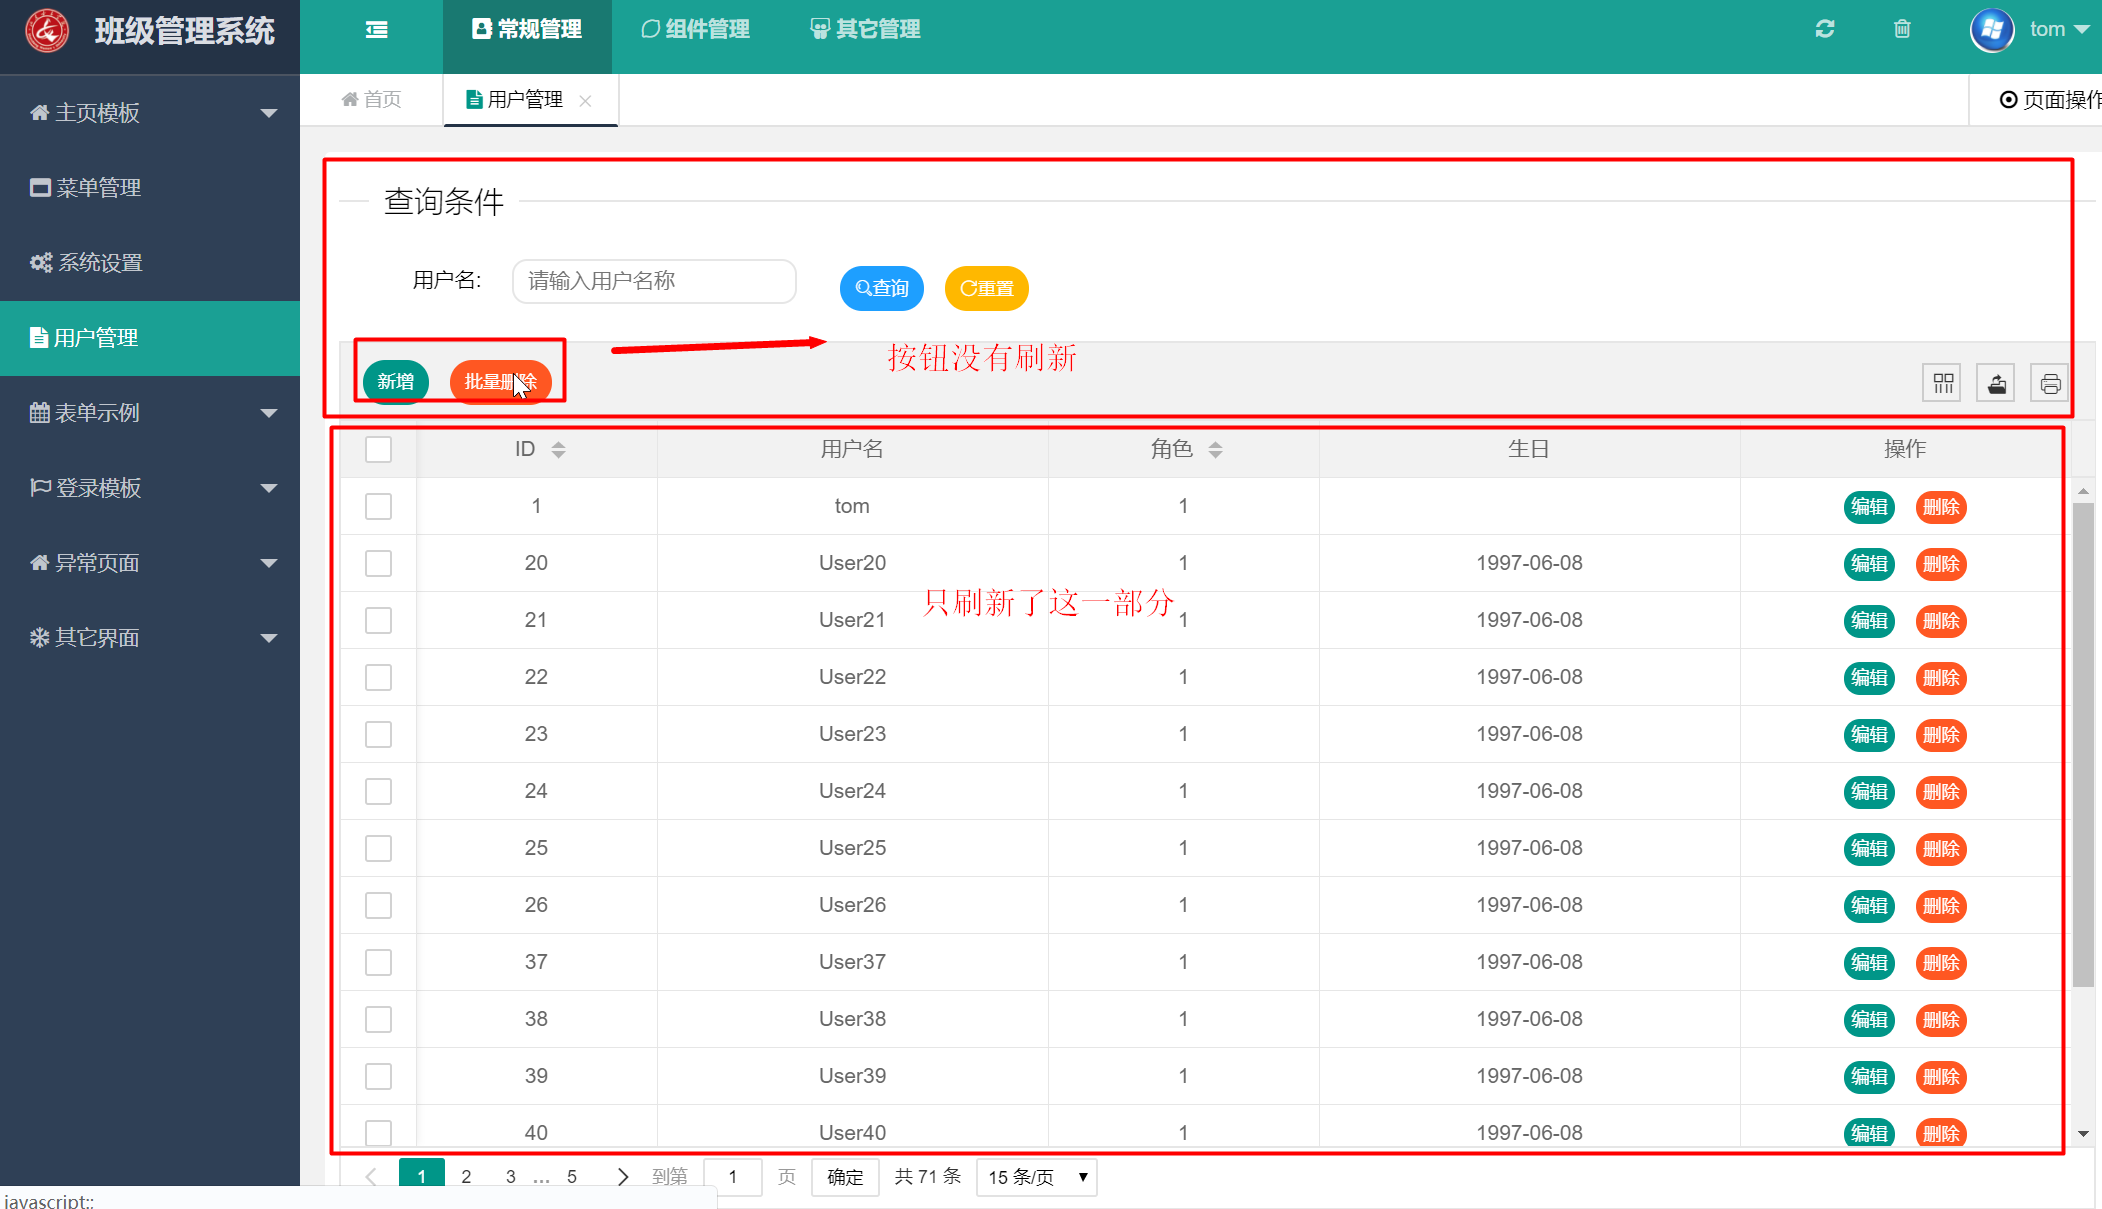 班级管理系统
常规管理
组件管理
其它管理
tom
首页
用户管理
页面操作
主页模板
菜单管理
系统设置
用户管理
表单示例
登录模板
异常页面
其它界面
查询条件
用户名:
请输入用户名称
查询
重置
新增
批量删除
按钮没有刷新
ID 用户名 角色 生日 操作
1 tom 1 编辑 删除
20 User20 1 1997-06-08 编辑 删除
只刷新了这一部分
21 User21 1 1997-06-08 编辑 删除
22 User22 1 1997-06-08 编辑 删除
23 User23 1 1997-06-08 编辑 删除
24 User24 1 1997-06-08 编辑 删除
25 User25 1 1997-06-08 编辑 删除
26 User26 1 1997-06-08 编辑 删除
37 User37 1 1997-06-08 编辑 删除
38 User38 1 1997-06-08 编辑 删除
39 User39 1 1997-06-08 编辑 删除
40 User40 1 1997-06-08 编辑 删除
1 2 3 … 5 到第 1 页 确定 共 71 条 15 条/页
javascript:;